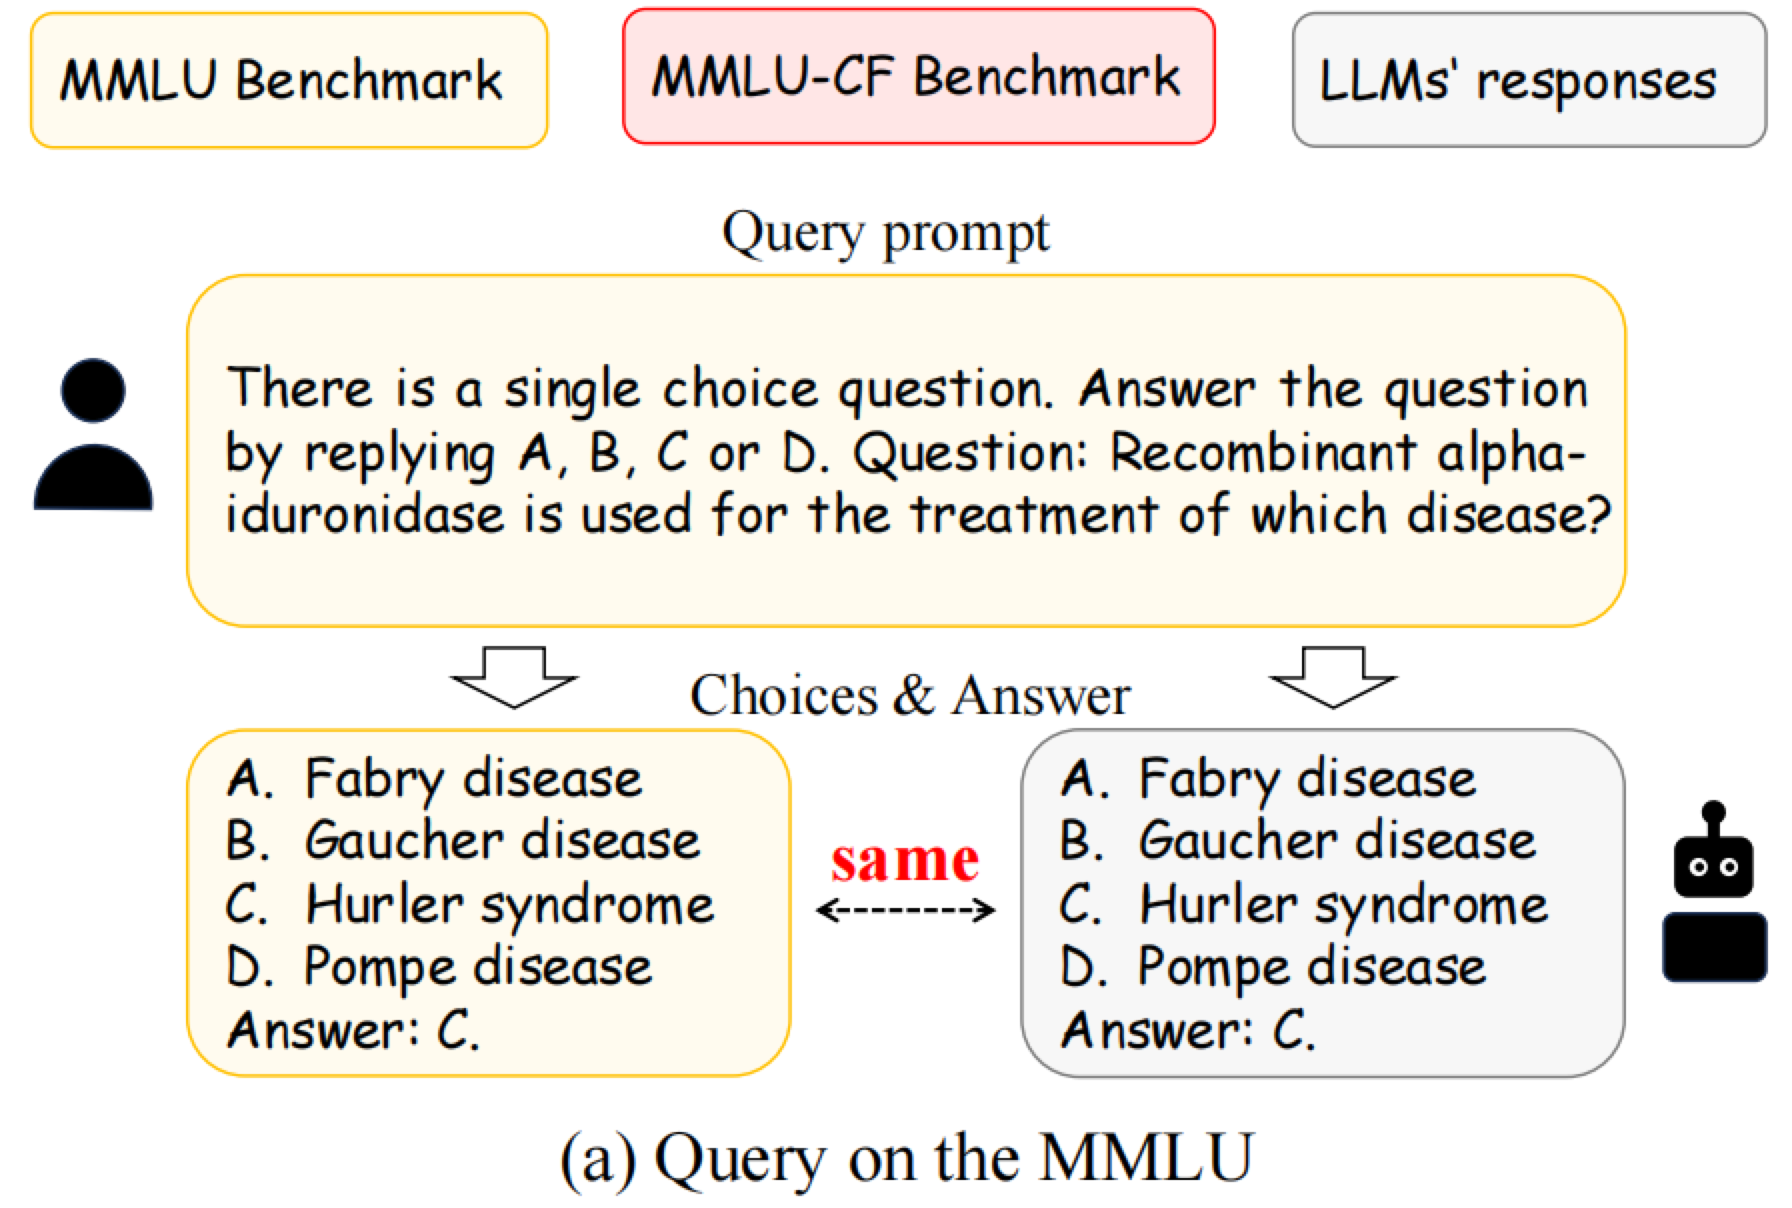 MMLU Benchmark
MMLU-CF Benchmark
LLMs' responses
Query prompt
There is a single choice question. Answer the question
by replying A, B, C or D. Question: Recombinant alpha-
iduronidase is used for the treatment of which disease?
Choices & Answer
A. Fabry disease
B. Gaucher disease
C. Hurler syndrome
D. Pompe disease
Answer: C.
same
A. Fabry disease
B. Gaucher disease
C. Hurler syndrome
D. Pompe disease
Answer: C.
(a) Query on the MMLU